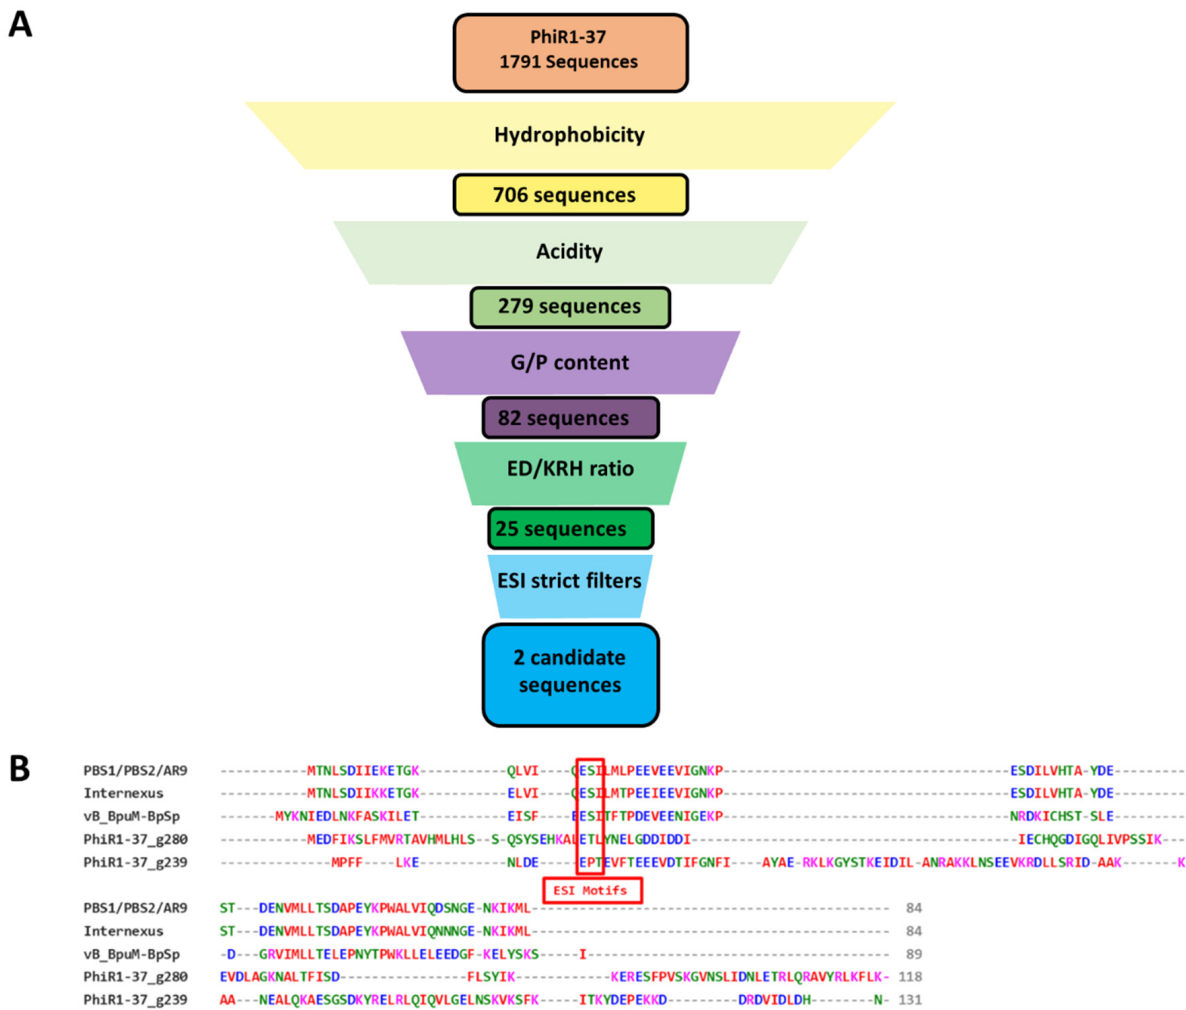 A
PhiR1-37
1791 Sequences
Hydrophobicity
706 sequences
Acidity
279 sequences
G/P content
82 sequences
ED/KRH ratio
25 sequences
ESI strict filters
2 candidate
sequences
B
PBS1/PBS2/AR9 ---------MTNLSDIIEKETGK---------QLVI----QESILMLPEEVEEVIGNKP------------------------------ESDILVHTA-YDE-------
Internexus ---------MTNLSDIIKKETGK---------ELVI----QESILMTPEEIEEVIGNKP------------------------------ESDILVHTA-YDE-------
vB_BpuM-BpSp ------MYKNIEDLNKFASKILET---------EISF----EESITFTPDEVEENIGEKP------------------------------NRDKICHST-SLE-------
PhiR1-37_g280 ---------MEDFIKSLFMVRTAVHMLHLS--S-QSYSEHKALETLYNELGDDIDDI----------------------------------IECHQGDIGQLIVPSSIK--
PhiR1-37_g239 ------------MPFF---LKE---------NLDE----EPTEVFTEEEVDTIFGNFI----AYAE-RKLKGYSTKEIDIL-ANRAKKLNSEEVKRDLLSRID-AAK------K
ESI Motifs
PBS1/PBS2/AR9 ST---DENVMLLTSDAPEYKPWALVIQDSNGE-NKIKML------------------------------------- 84
Internexus ST---DENVMLLTSDAPEYKPWALVIQNNNGE-NKIKML------------------------------------- 84
vB_BpuM-BpSp -D---GRVIMLLTELEPNYTPWKLLELEEDGF-KELYSKS-----I------------------------------- 89
PhiR1-37_g280 EVDLAGKNALTFISD-------------FLSYIK----------KERESFPVSKGVNSLIDNLETRLQRAVYRLKFLK- 118
PhiR1-37_g239 AA---NEALQKAESGSDKYRELRLQIQVLGELNSKVKSFK-----ITKYDEPEKKD-------DRDVIDLDH-------N- 131